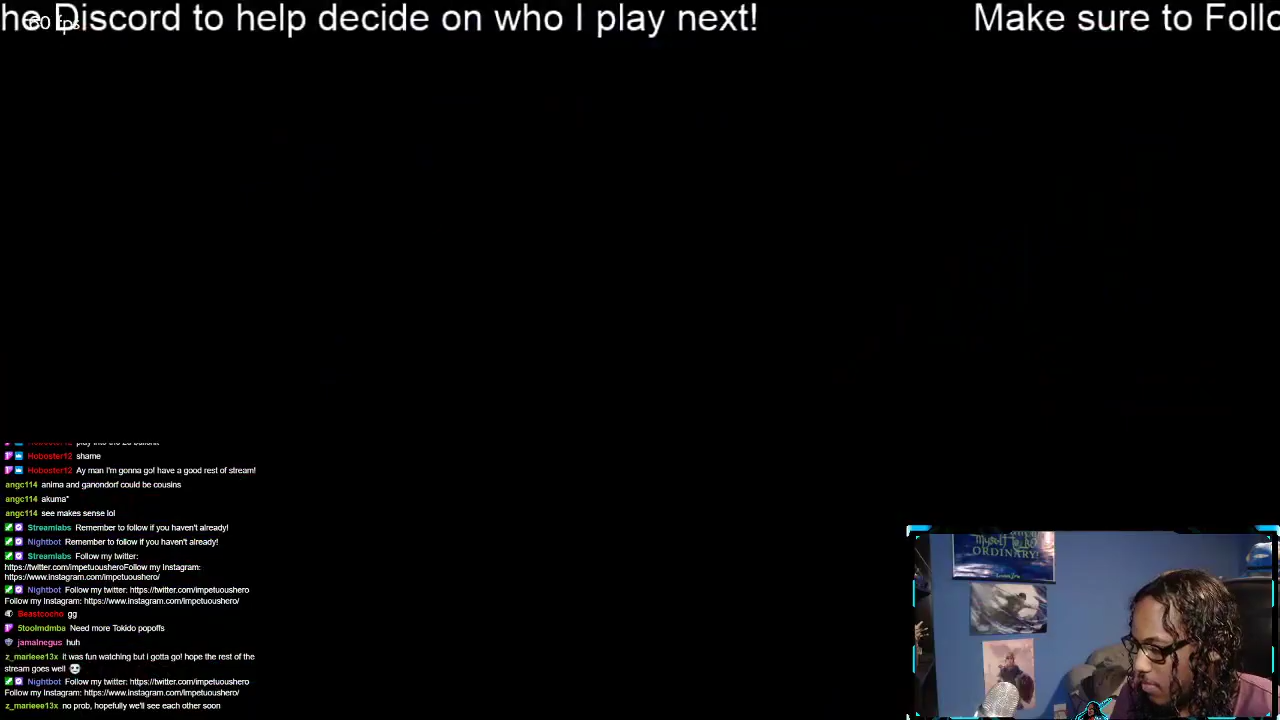 he Discord to help decide on who I play next! Make sure to Follo
60 fps
Hoboster12 shame
Hoboster12 Ay man I'm gonna go! have a good rest of stream!
angc114 anima and ganondorf could be cousins
angc114 akuma*
angc114 see makes sense lol
Streamlabs Remember to follow if you haven't already!
Nightbot Remember to follow if you haven't already!
Streamlabs Follow my twitter:
https://twitter.com/impetuousheroFollow my Instagram:
https://www.instagram.com/impetuoushero/
Nightbot Follow my twitter: https://twitter.com/impetuoushero
Follow my Instagram: https://www.instagram.com/impetuoushero/
Beastcocho gg
5toolmdmba Need more Tokido popoffs
jamalnegus huh
z_marieee13x it was fun watching but i gotta go! hope the rest of the
stream goes well
Nightbot Follow my twitter: https://twitter.com/impetuoushero
Follow my Instagram: https://www.instagram.com/impetuoushero/
z_marieee13x no prob, hopefully we'll see each other soon
ORDINARY!